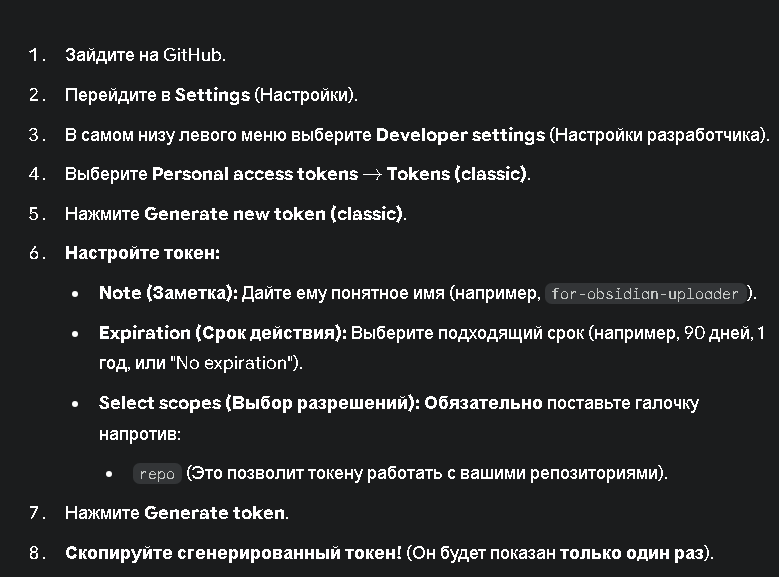 1. Зайдите на GitHub.
2. Перейдите в Settings (Настройки).
3. В самом низу левого меню выберите Developer settings (Настройки разработчика).
4. Выберите Personal access tokens → Tokens (classic).
5. Нажмите Generate new token (classic).
6. Настройте токен:
• Note (Заметка): Дайте ему понятное имя (например, for-obsidian-uploader ).
• Expiration (Срок действия): Выберите подходящий срок (например, 90 дней, 1
год, или "No expiration").
• Select scopes (Выбор разрешений): Обязательно поставьте галочку
напротив:
• repo (Это позволит токену работать с вашими репозиториями).
7. Нажмите Generate token.
8. Скопируйте сгенерированный токен! (Он будет показан только один раз).